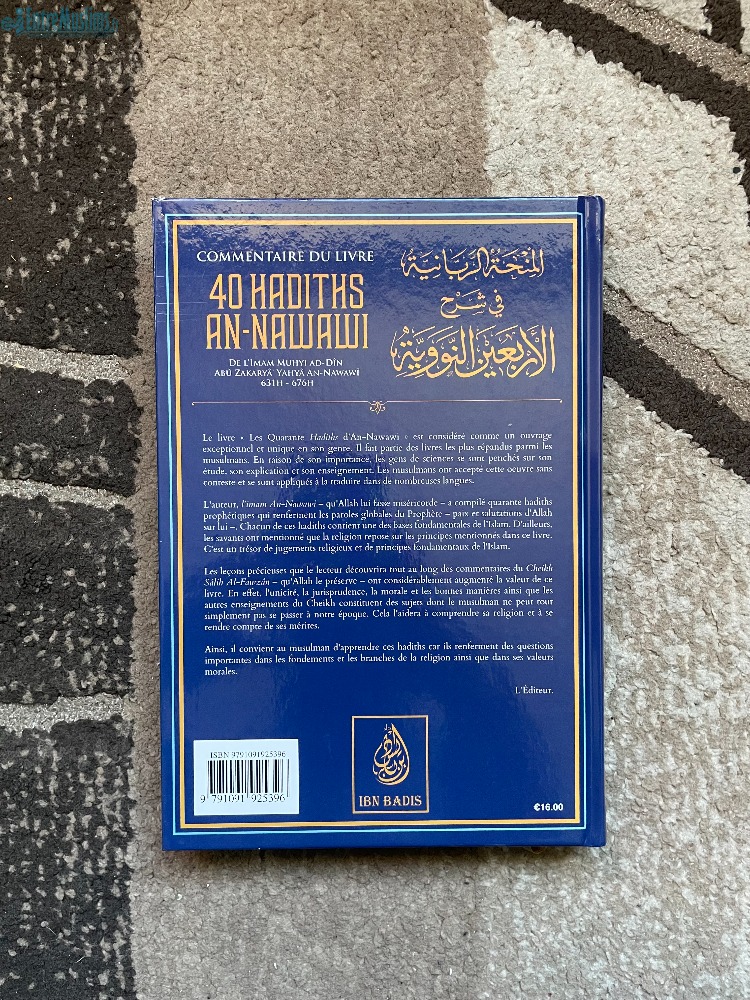 COMMENTAIRE DU LIVRE
40 HADITHS
AN-NAWAWI
DE L'IMAM MUHYI AD-DÎN
ABÛ ZAKARYÂ YAHYÂ AN-NAWAWÎ
631H - 676H
المنحة الربانية
في شرح
الأربعين النووية
Le livre « Les Quarante Hadiths d'An-Nawawi » est considéré comme un ouvrage
exceptionnel et unique en son genre. Il fait partie des livres les plus répandus parmi les
musulmans. En raison de son importance, les gens de sciences se sont penchés sur son
étude, son explication et son enseignement. Les musulmans ont accepté cette oeuvre sans
conteste et se sont appliqués à la traduire dans de nombreuses langues.
L'auteur, l'imam An-Nawawi – qu'Allah lui fasse miséricorde – a compilé quarante hadiths
prophétiques qui renferment les paroles globales du Prophète – paix et salutations d'Allah
sur lui –. Chacun de ces hadiths contient une des bases fondamentales de l'Islam. D'ailleurs,
les savants ont mentionné que la religion repose sur les principes mentionnés dans ce livre.
C'est un trésor de jugements religieux et de principes fondamentaux de l'Islam.
Les leçons précieuses que le lecteur découvrira tout au long des commentaires du Cheikh
Sâlih Al-Fawzân – qu'Allah le préserve – ont considérablement augmenté la valeur de ce
livre. En effet, l'unicité, la jurisprudence, la morale et les bonnes manières ainsi que les
autres enseignements du Cheikh constituent des sujets dont le musulman ne peut tout
simplement pas se passer à notre époque. Cela l'aidera à comprendre sa religion et à se
rendre compte de ses mérites.
Ainsi, il convient au musulman d'apprendre ces hadiths car ils renferment des questions
importantes dans les fondements et les branches de la religion ainsi que dans ses valeurs
morales.
L'Éditeur.
ISBN 9791091925396
9 791091 925396
ابن باديس
IBN BADIS
€16.00